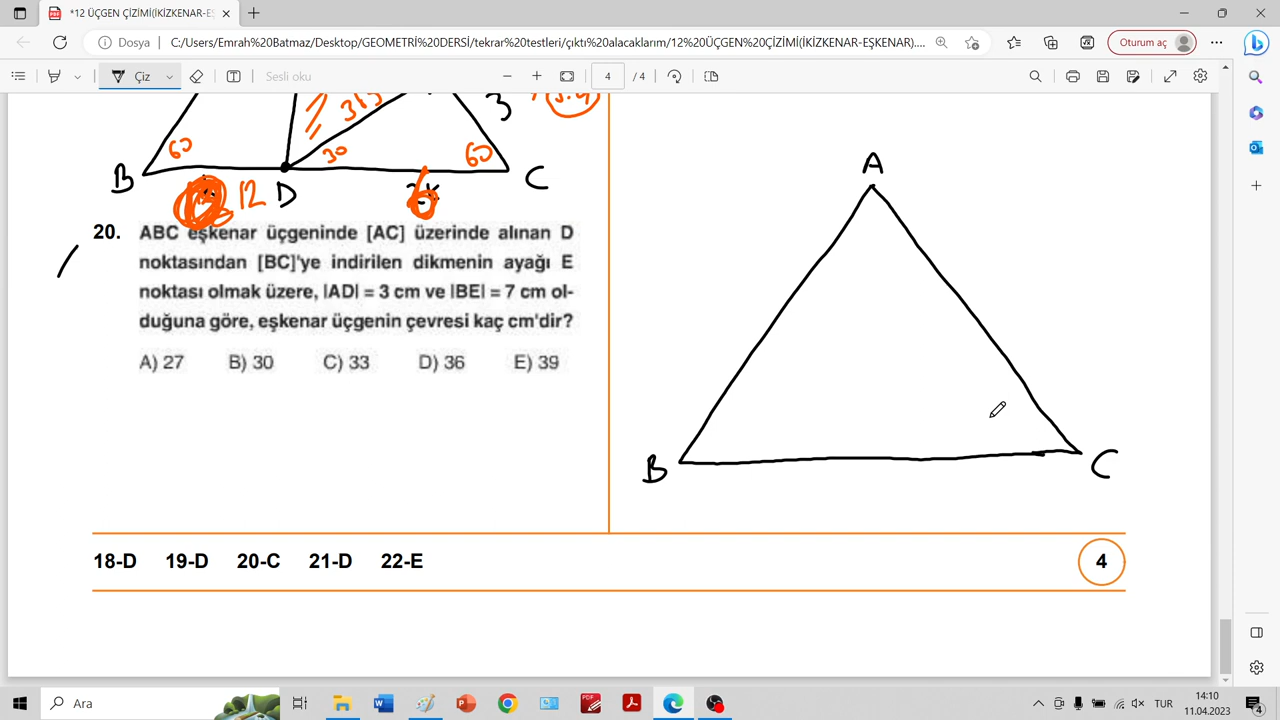 *12 ÜÇGEN ÇİZİMİ(İKİZKENAR-EŞ
Dosya
C:/Users/Emrah%20Batmaz/Desktop/GEOMETRİ%20DERSİ/tekrar%20testleri/çıktı%20alacaklarım/12%20ÜÇGEN%20ÇİZİMİ(İKİZKENAR-EŞKENAR)....
Oturum aç
Çiz
Sesli oku
4
/ 4
3
60
30
60
B
12
D
6
C
20. ABC eşkenar üçgeninde [AC] üzerinde alınan D
noktasından [BC]'ye indirilen dikmenin ayağı E
noktası olmak üzere, |AD| = 3 cm ve |BE| = 7 cm ol-
duğuna göre, eşkenar üçgenin çevresi kaç cm'dir?
A) 27 B) 30 C) 33 D) 36 E) 39
A
B
C
18-D 19-D 20-C 21-D 22-E
4
Ara
TUR
14:10
11.04.2023